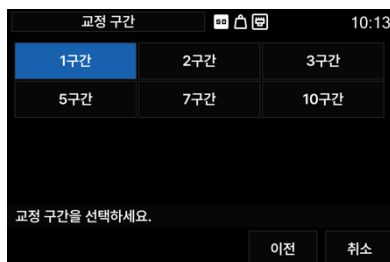 교정 구간 SD 10:13
1구간 2구간 3구간
5구간 7구간 10구간
교정 구간을 선택하세요.
이전 취소